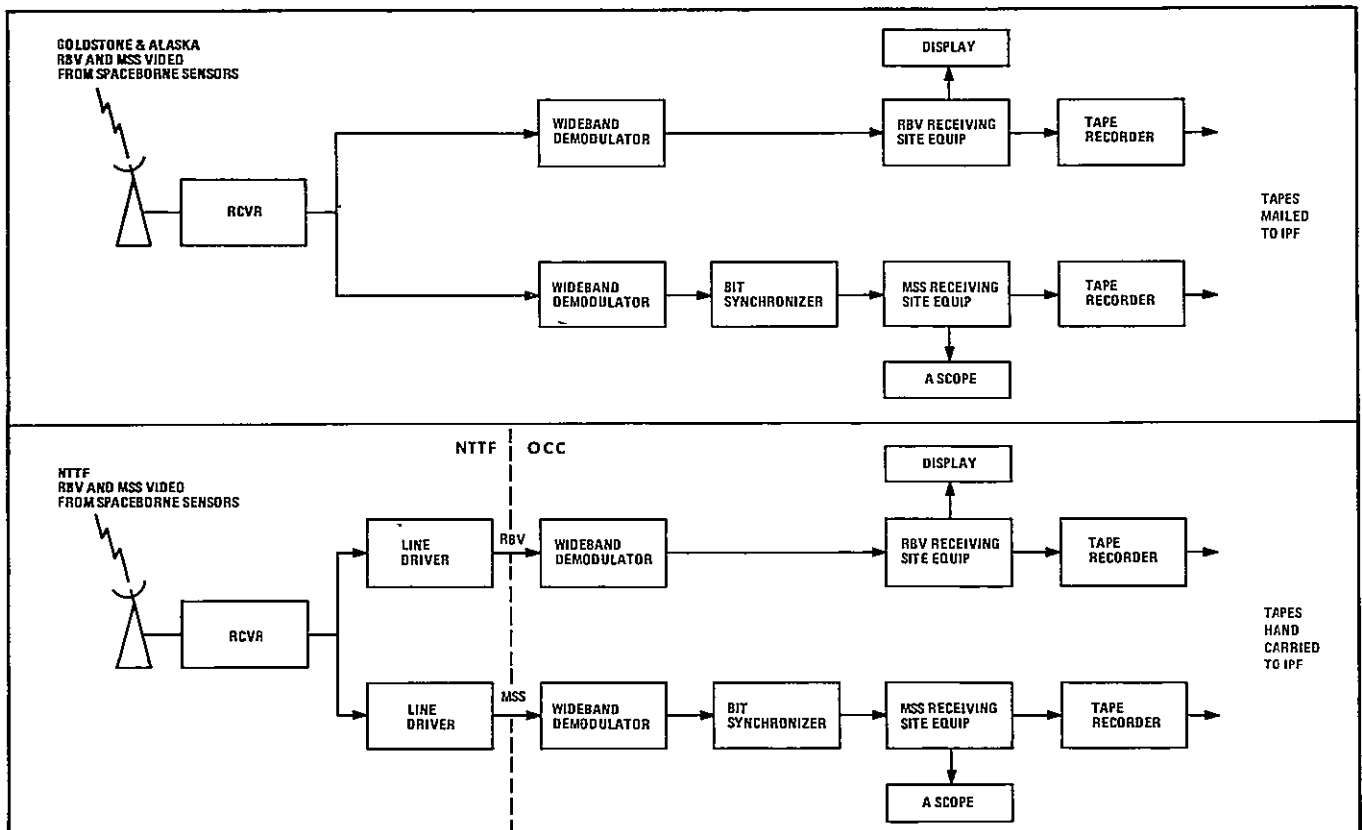 GOLDSTONE & ALASKA
RBV AND MSS VIDEO
FROM SPACEBORNE SENSORS
RCVR
WIDEBAND
DEMODULATOR
DISPLAY
RBV RECEIVING
SITE EQUIP
TAPE
RECORDER
WIDEBAND
DEMODULATOR
BIT
SYNCHRONIZER
MSS RECEIVING
SITE EQUIP
TAPE
RECORDER
A SCOPE
TAPES
MAILED
TO IPF
NTTF
OCC
NTTF
RBV AND MSS VIDEO
FROM SPACEBORNE SENSORS
RCVR
LINE
DRIVER
RBV
WIDEBAND
DEMODULATOR
DISPLAY
RBV RECEIVING
SITE EQUIP
TAPE
RECORDER
LINE
DRIVER
MSS
WIDEBAND
DEMODULATOR
BIT
SYNCHRONIZER
MSS RECEIVING
SITE EQUIP
TAPE
RECORDER
A SCOPE
TAPES
HAND
CARRIED
TO IPF